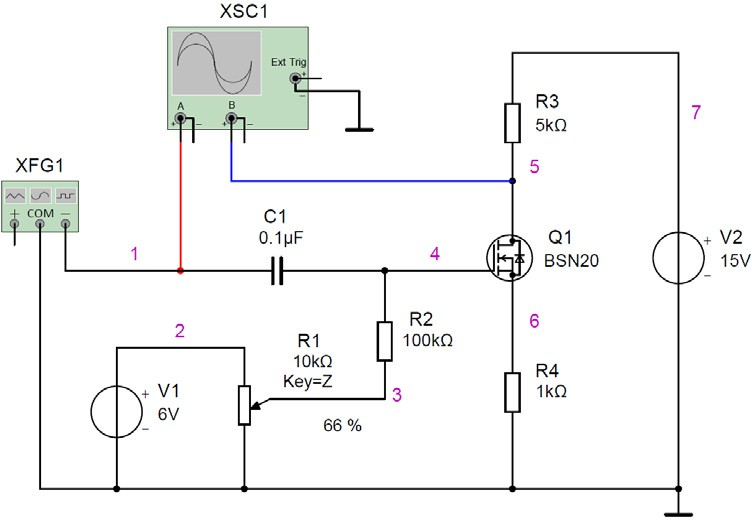 XSC1
Ext Trig
+
−
A
B
+ −
+ −
XFG1
+ COM −
R3
5kΩ
7
5
C1
0.1µF
1
4
Q1
BSN20
V2
15V
+
−
2
R1
10kΩ
Key=Z
R2
100kΩ
6
V1
6V
+
−
3
66 %
R4
1kΩ